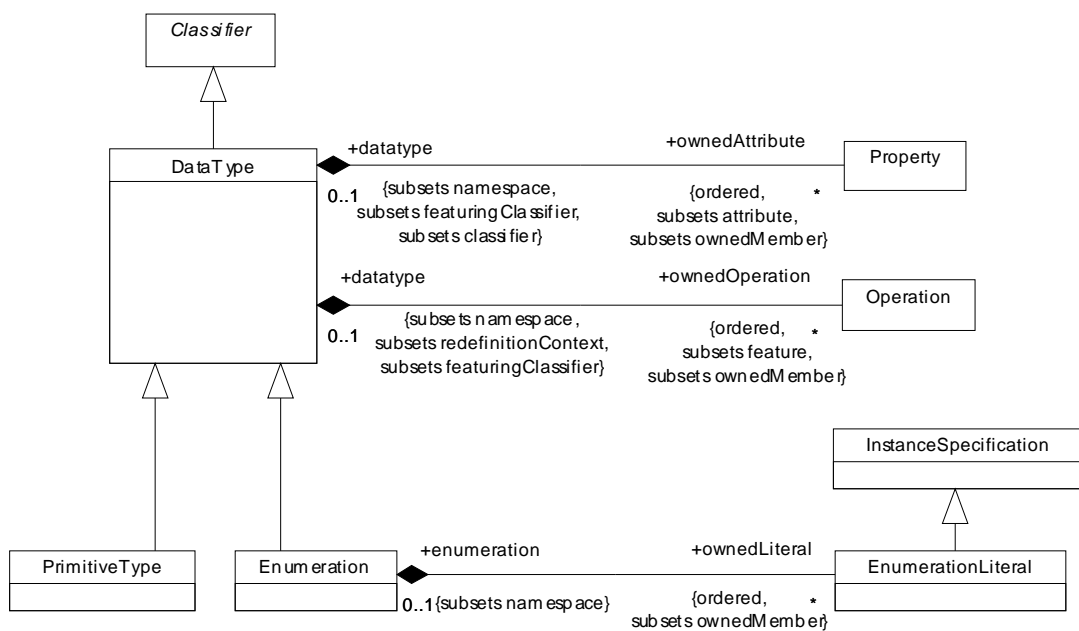 Classifier
+datatype
+ownedAttribute
DataType
Property
0..1
{subsets namespace,
subsets featuringClassifier,
subsets classifier}
{ordered,
subsets attribute,
subsets ownedMember}
*
+datatype
+ownedOperation
Operation
0..1
{subsets namespace,
subsets redefinitionContext,
subsets featuringClassifier}
{ordered,
subsets feature,
subsets ownedMember}
*
InstanceSpecification
PrimitiveType
Enumeration
+enumeration
+ownedLiteral
EnumerationLiteral
0..1
{subsets namespace}
{ordered,
subsets ownedMember}
*